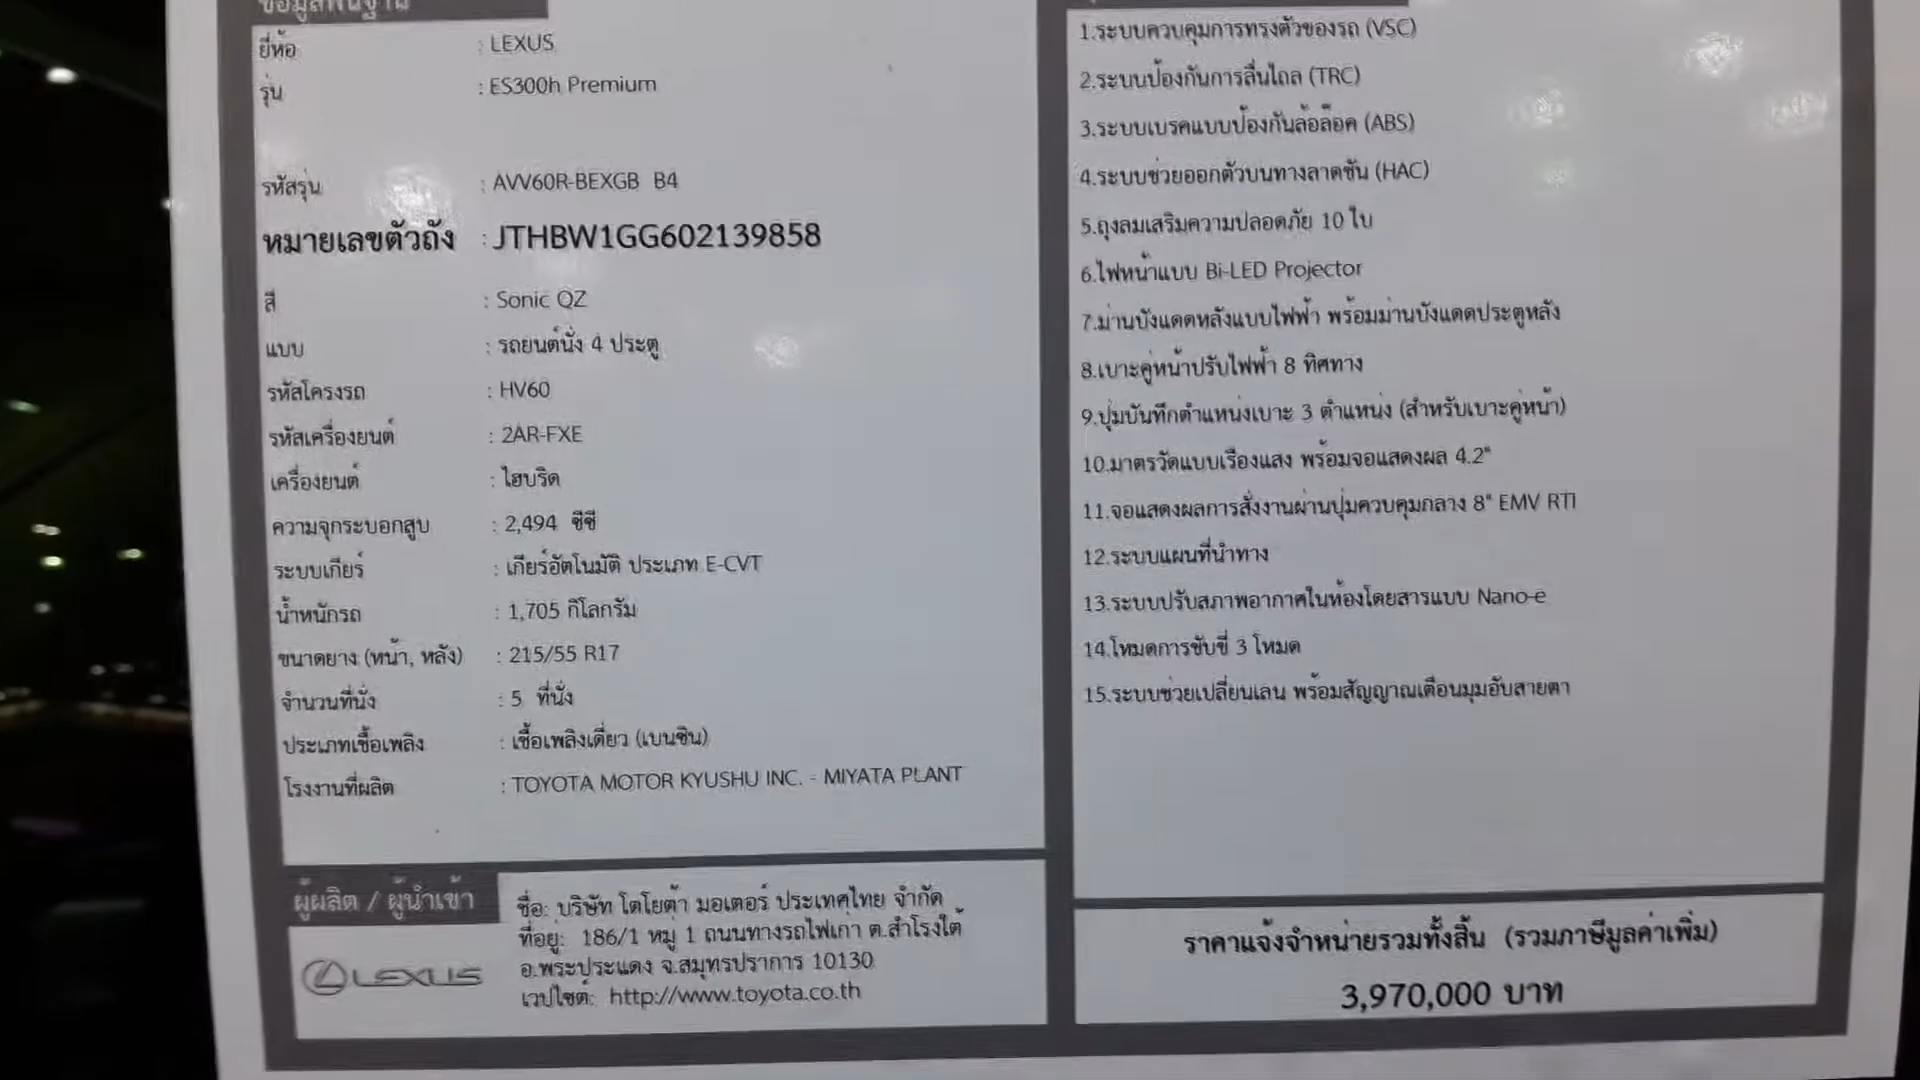 ข้อมูลพื้นฐาน
ยี่ห้อ : LEXUS
รุ่น : ES300h Premium
รหัสรุ่น : AVV60R-BEXGB B4
หมายเลขตัวถัง : JTHBW1GG602139858
สี : Sonic QZ
แบบ : รถยนต์นั่ง 4 ประตู
รหัสโครงรถ : HV60
รหัสเครื่องยนต์ : 2AR-FXE
เครื่องยนต์ : ไฮบริด
ความจุกระบอกสูบ : 2,494 ซีซี
ระบบเกียร์ : เกียร์อัตโนมัติ ประเภท E-CVT
น้ำหนักรถ : 1,705 กิโลกรัม
ขนาดยาง (หน้า, หลัง) : 215/55 R17
จำนวนที่นั่ง : 5 ที่นั่ง
ประเภทเชื้อเพลิง : เชื้อเพลิงเดี่ยว (เบนซิน)
โรงงานที่ผลิต : TOYOTA MOTOR KYUSHU INC. - MIYATA PLANT
ผู้ผลิต / ผู้นำเข้า
LEXUS
ชื่อ: บริษัท โตโยต้า มอเตอร์ ประเทศไทย จำกัด
ที่อยู่: 186/1 หมู่ 1 ถนนทางรถไฟเก่า ต.สำโรงใต้
อ.พระประแดง จ.สมุทรปราการ 10130
เวปไซต์: http://www.toyota.co.th
1.ระบบควบคุมการทรงตัวของรถ (VSC)
2.ระบบป้องกันการลื่นไถล (TRC)
3.ระบบเบรคแบบป้องกันล้อล็อค (ABS)
4.ระบบช่วยออกตัวบนทางลาดชัน (HAC)
5.ถุงลมเสริมความปลอดภัย 10 ใบ
6.ไฟหน้าแบบ Bi-LED Projector
7.ม่านบังแดดหลังแบบไฟฟ้า พร้อมม่านบังแดดประตูหลัง
8.เบาะคู่หน้าปรับไฟฟ้า 8 ทิศทาง
9.ปุ่มบันทึกตำแหน่งเบาะ 3 ตำแหน่ง (สำหรับเบาะคู่หน้า)
10.มาตรวัดแบบเรืองแสง พร้อมจอแสดงผล 4.2"
11.จอแสดงผลการสั่งงานผ่านปุ่มควบคุมกลาง 8" EMV RTI
12.ระบบแผนที่นำทาง
13.ระบบปรับสภาพอากาศในห้องโดยสารแบบ Nano-e
14.โหมดการขับขี่ 3 โหมด
15.ระบบช่วยเปลี่ยนเลน พร้อมสัญญาณเตือนมุมอับสายตา
ราคาแจ้งจำหน่ายรวมทั้งสิ้น (รวมภาษีมูลค่าเพิ่ม)
3,970,000 บาท